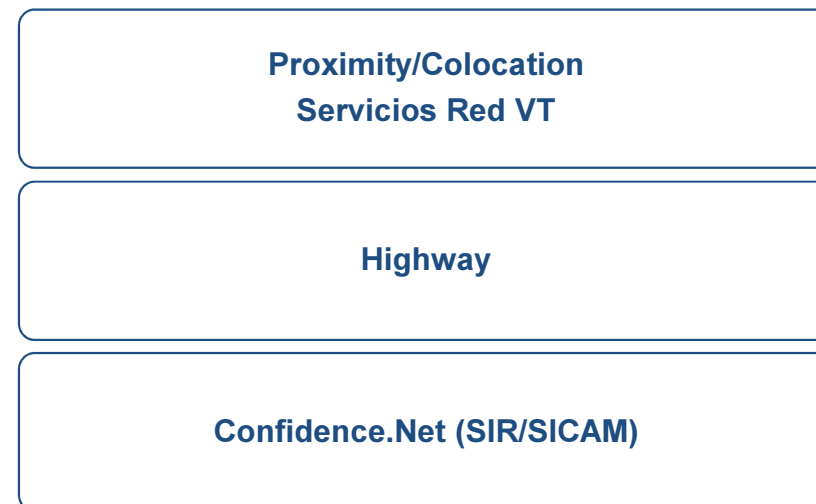 Proximity/Colocation
Servicios Red VT
Highway
Confidence.Net (SIR/SICAM)